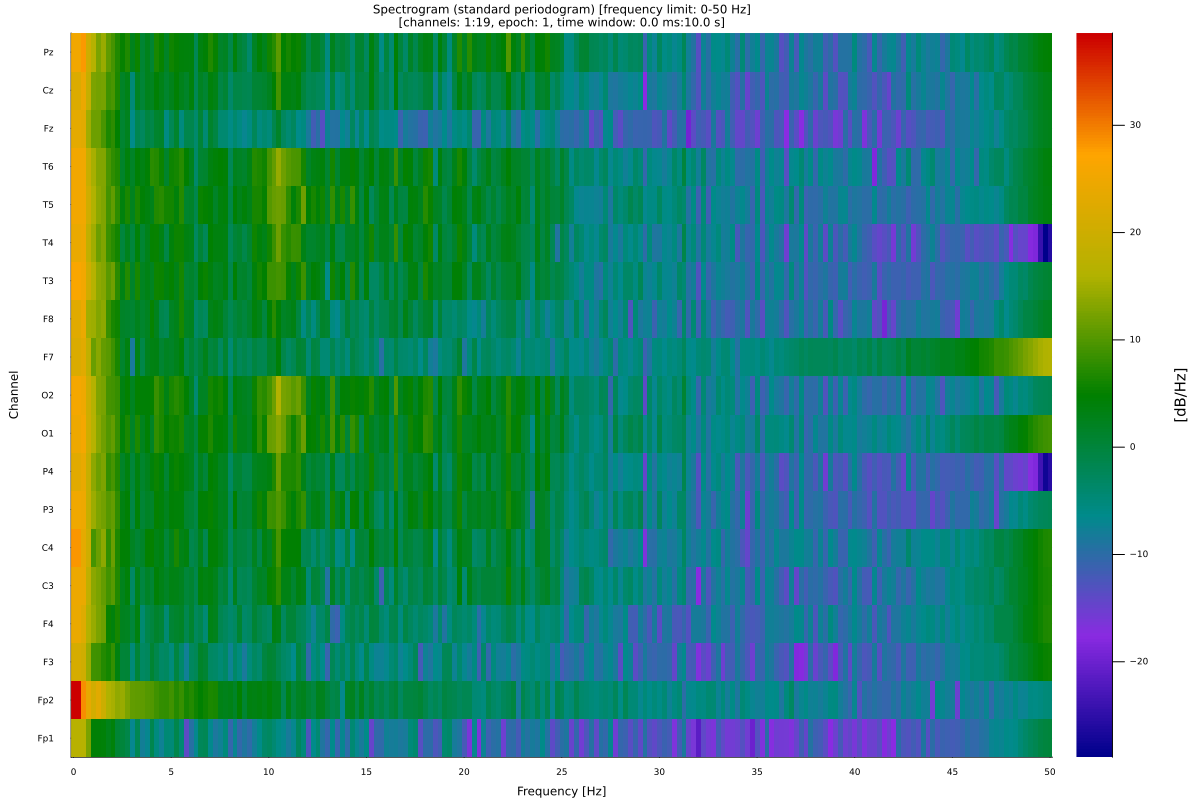 Spectrogram (standard periodogram) [frequency limit: 0-50 Hz]
[channels: 1:19, epoch: 1, time window: 0.0 ms:10.0 s]
Pz
Cz
Fz
T6
T5
T4
T3
F8
F7
O2
O1
P4
P3
C4
C3
F4
F3
Fp2
Fp1
Channel
0 5 10 15 20 25 30 35 40 45 50
Frequency [Hz]
30
20
10
0
−10
−20
[dB/Hz]